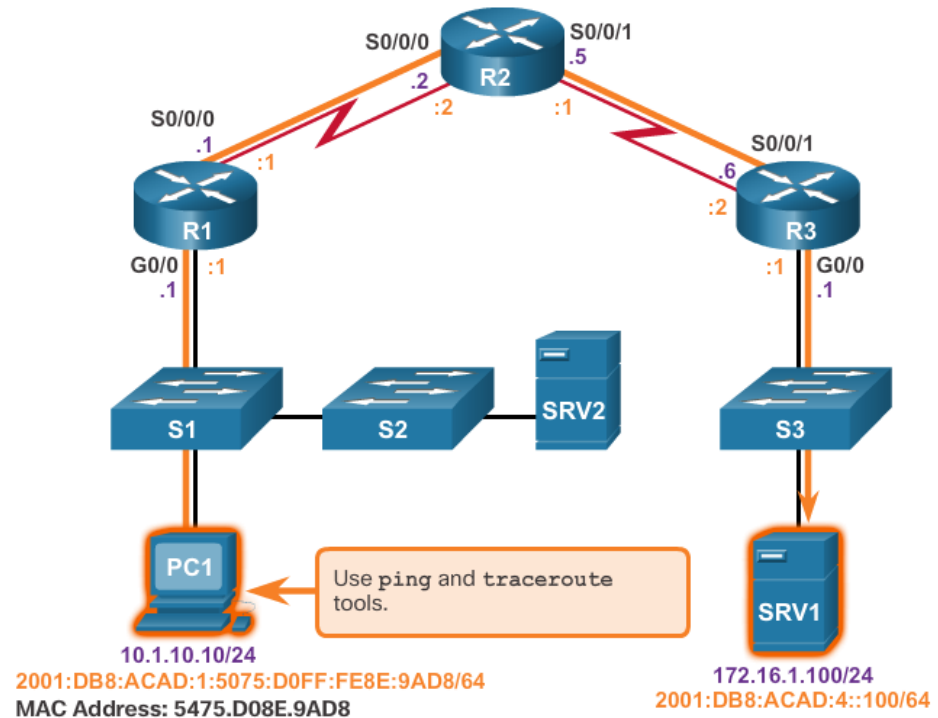 S0/0/0
S0/0/1
.5
R2
.2
:2
:1
S0/0/0
.1
:1
S0/0/1
.6
:2
R1
R3
G0/0
:1
.1
:1
G0/0
.1
S1
S2
SRV2
S3
PC1
Use ping and traceroute
tools.
SRV1
10.1.10.10/24
2001:DB8:ACAD:1:5075:D0FF:FE8E:9AD8/64
MAC Address: 5475.D08E.9AD8
172.16.1.100/24
2001:DB8:ACAD:4::100/64